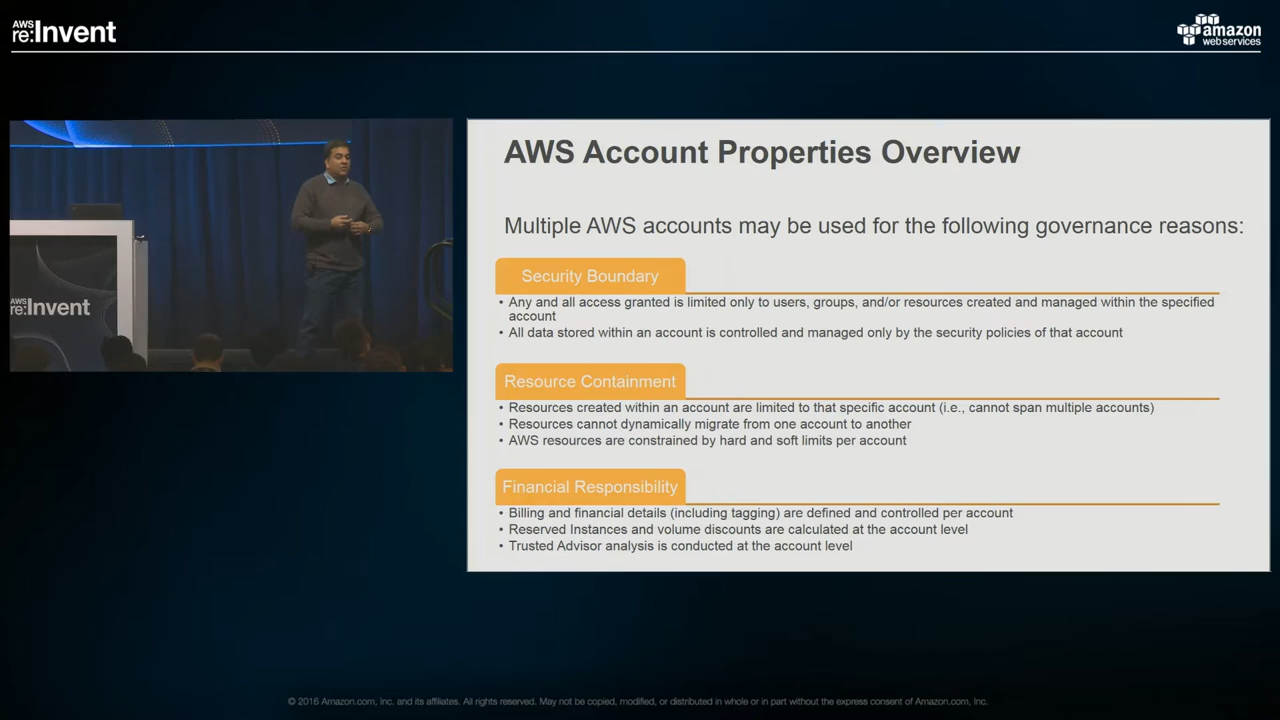 AWS
re:Invent
amazon
web services
AWS
re:Invent
AWS Account Properties Overview
Multiple AWS accounts may be used for the following governance reasons:
Security Boundary
• Any and all access granted is limited only to users, groups, and/or resources created and managed within the specified
account
• All data stored within an account is controlled and managed only by the security policies of that account
Resource Containment
• Resources created within an account are limited to that specific account (i.e., cannot span multiple accounts)
• Resources cannot dynamically migrate from one account to another
• AWS resources are constrained by hard and soft limits per account
Financial Responsibility
• Billing and financial details (including tagging) are defined and controlled per account
• Reserved Instances and volume discounts are calculated at the account level
• Trusted Advisor analysis is conducted at the account level
© 2016 Amazon.com, Inc. and its affiliates. All rights reserved. May not be copied, modified, or distributed in whole or in part without the express consent of Amazon.com, Inc.